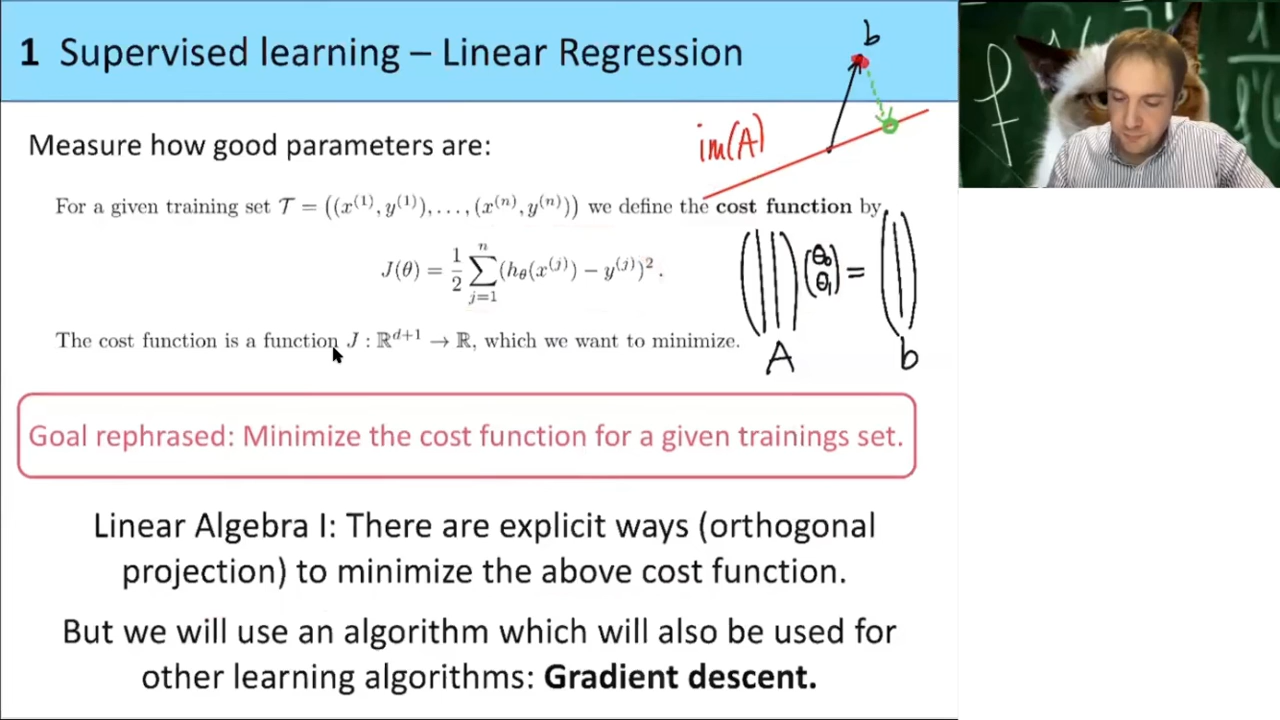 1 Supervised learning – Linear Regression
b
im(A)
Measure how good parameters are:
For a given training set 𝒯 = ((x⁽¹⁾, y⁽¹⁾), . . . , (x⁽ⁿ⁾, y⁽ⁿ⁾)) we define the cost function by
J(θ) = 1/2 ∑ⁿⱼ₌₁ (h_θ(x⁽ʲ⁾) − y⁽ʲ⁾)² .
(θ₀ θ₁) =
The cost function is a function J : ℝᵈ⁺¹ → ℝ, which we want to minimize.
A b
Goal rephrased: Minimize the cost function for a given trainings set.
Linear Algebra I: There are explicit ways (orthogonal
projection) to minimize the above cost function.
But we will use an algorithm which will also be used for
other learning algorithms: Gradient descent.